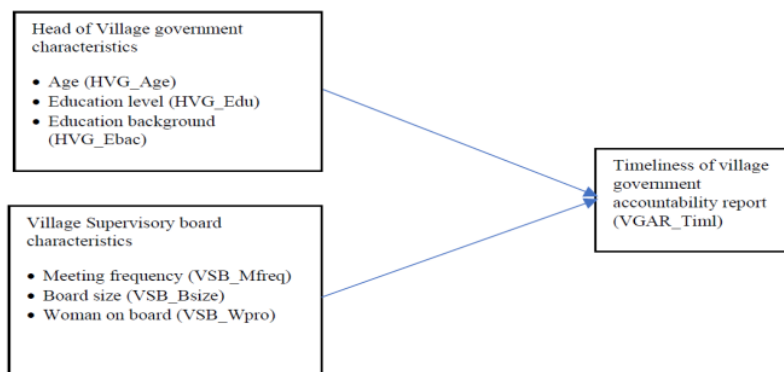 Head of Village government
characteristics
• Age (HVG_Age)
• Education level (HVG_Edu)
• Education background
(HVG_Ebac)
Village Supervisory board
characteristics
• Meeting frequency (VSB_Mfreq)
• Board size (VSB_Bsize)
• Woman on board (VSB_Wpro)
Timeliness of village
government
accountability report
(VGAR_Timl)